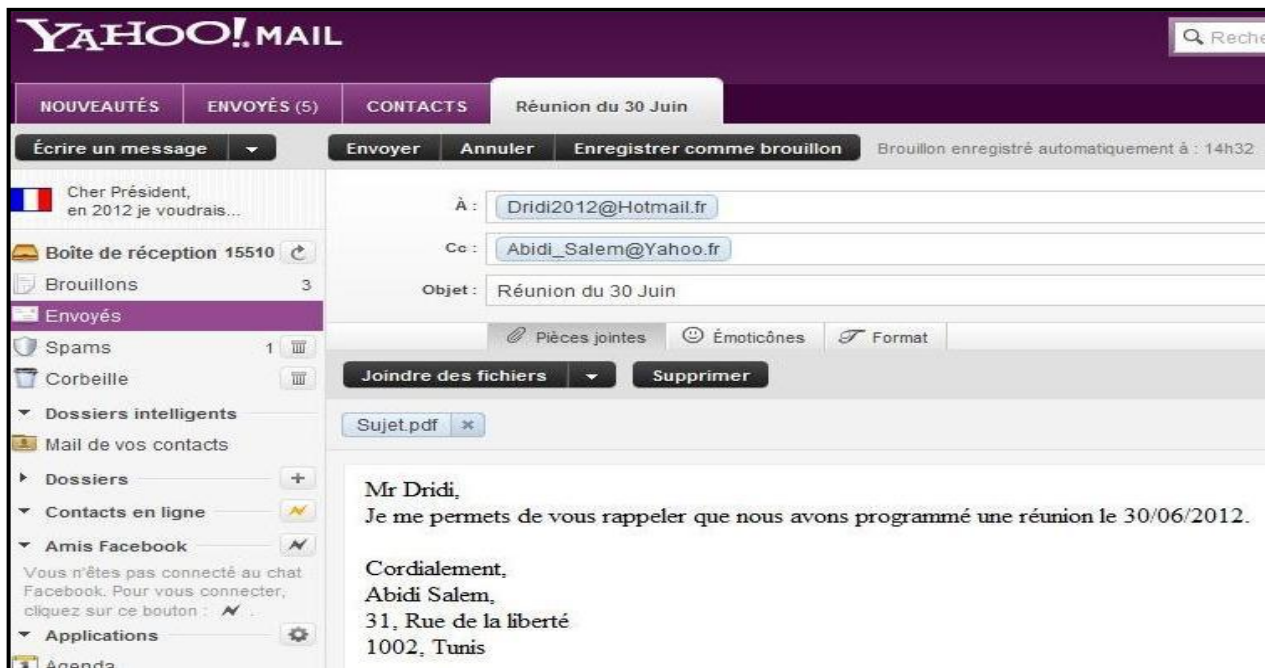 YAHOO! MAIL
Reche
NOUVEAUTÉS ENVOYÉS (5) CONTACTS Réunion du 30 Juin
Écrire un message Envoyer Annuler Enregistrer comme brouillon Brouillon enregistré automatiquement à : 14h32
Cher Président,
en 2012 je voudrais...
Boîte de réception 15510
Brouillons 3
Envoyés
Spams 1
Corbeille
Dossiers intelligents
Mail de vos contacts
Dossiers
Contacts en ligne
Amis Facebook
Vous n'êtes pas connecté au chat
Facebook. Pour vous connecter,
cliquez sur ce bouton : .
Applications
Agenda
À : Dridi2012@Hotmail.fr
Cc : Abidi_Salem@Yahoo.fr
Objet : Réunion du 30 Juin
Pièces jointes Émoticônes Format
Joindre des fichiers Supprimer
Sujet.pdf
Mr Dridi,
Je me permets de vous rappeler que nous avons programmé une réunion le 30/06/2012.
Cordialement,
Abidi Salem,
31, Rue de la liberté
1002, Tunis